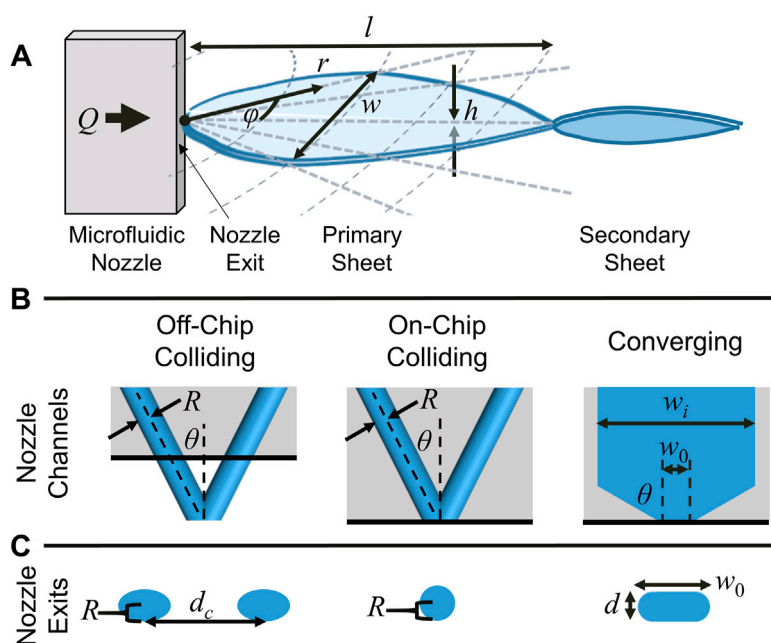 A
l
r
Q
φ
w
h
Microfluidic
Nozzle
Nozzle
Exit
Primary
Sheet
Secondary
Sheet
B
Off-Chip
Colliding
On-Chip
Colliding
Converging
Nozzle
Channels
R
θ
R
θ
w_i
w_0
θ
C
Nozzle
Exits
R
d_c
R
d
w_0